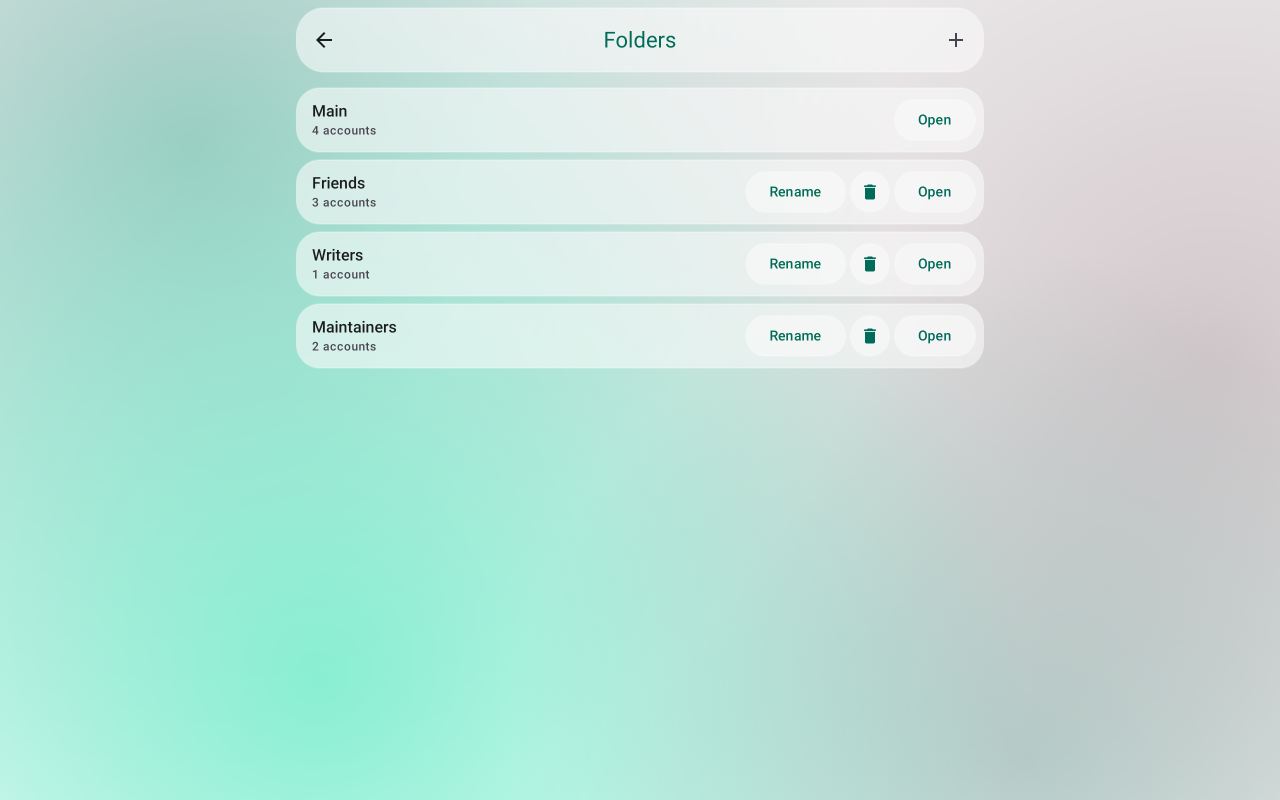 Folders
Main
4 accounts
Open
Friends
3 accounts
Rename
Open
Writers
1 account
Rename
Open
Maintainers
2 accounts
Rename
Open